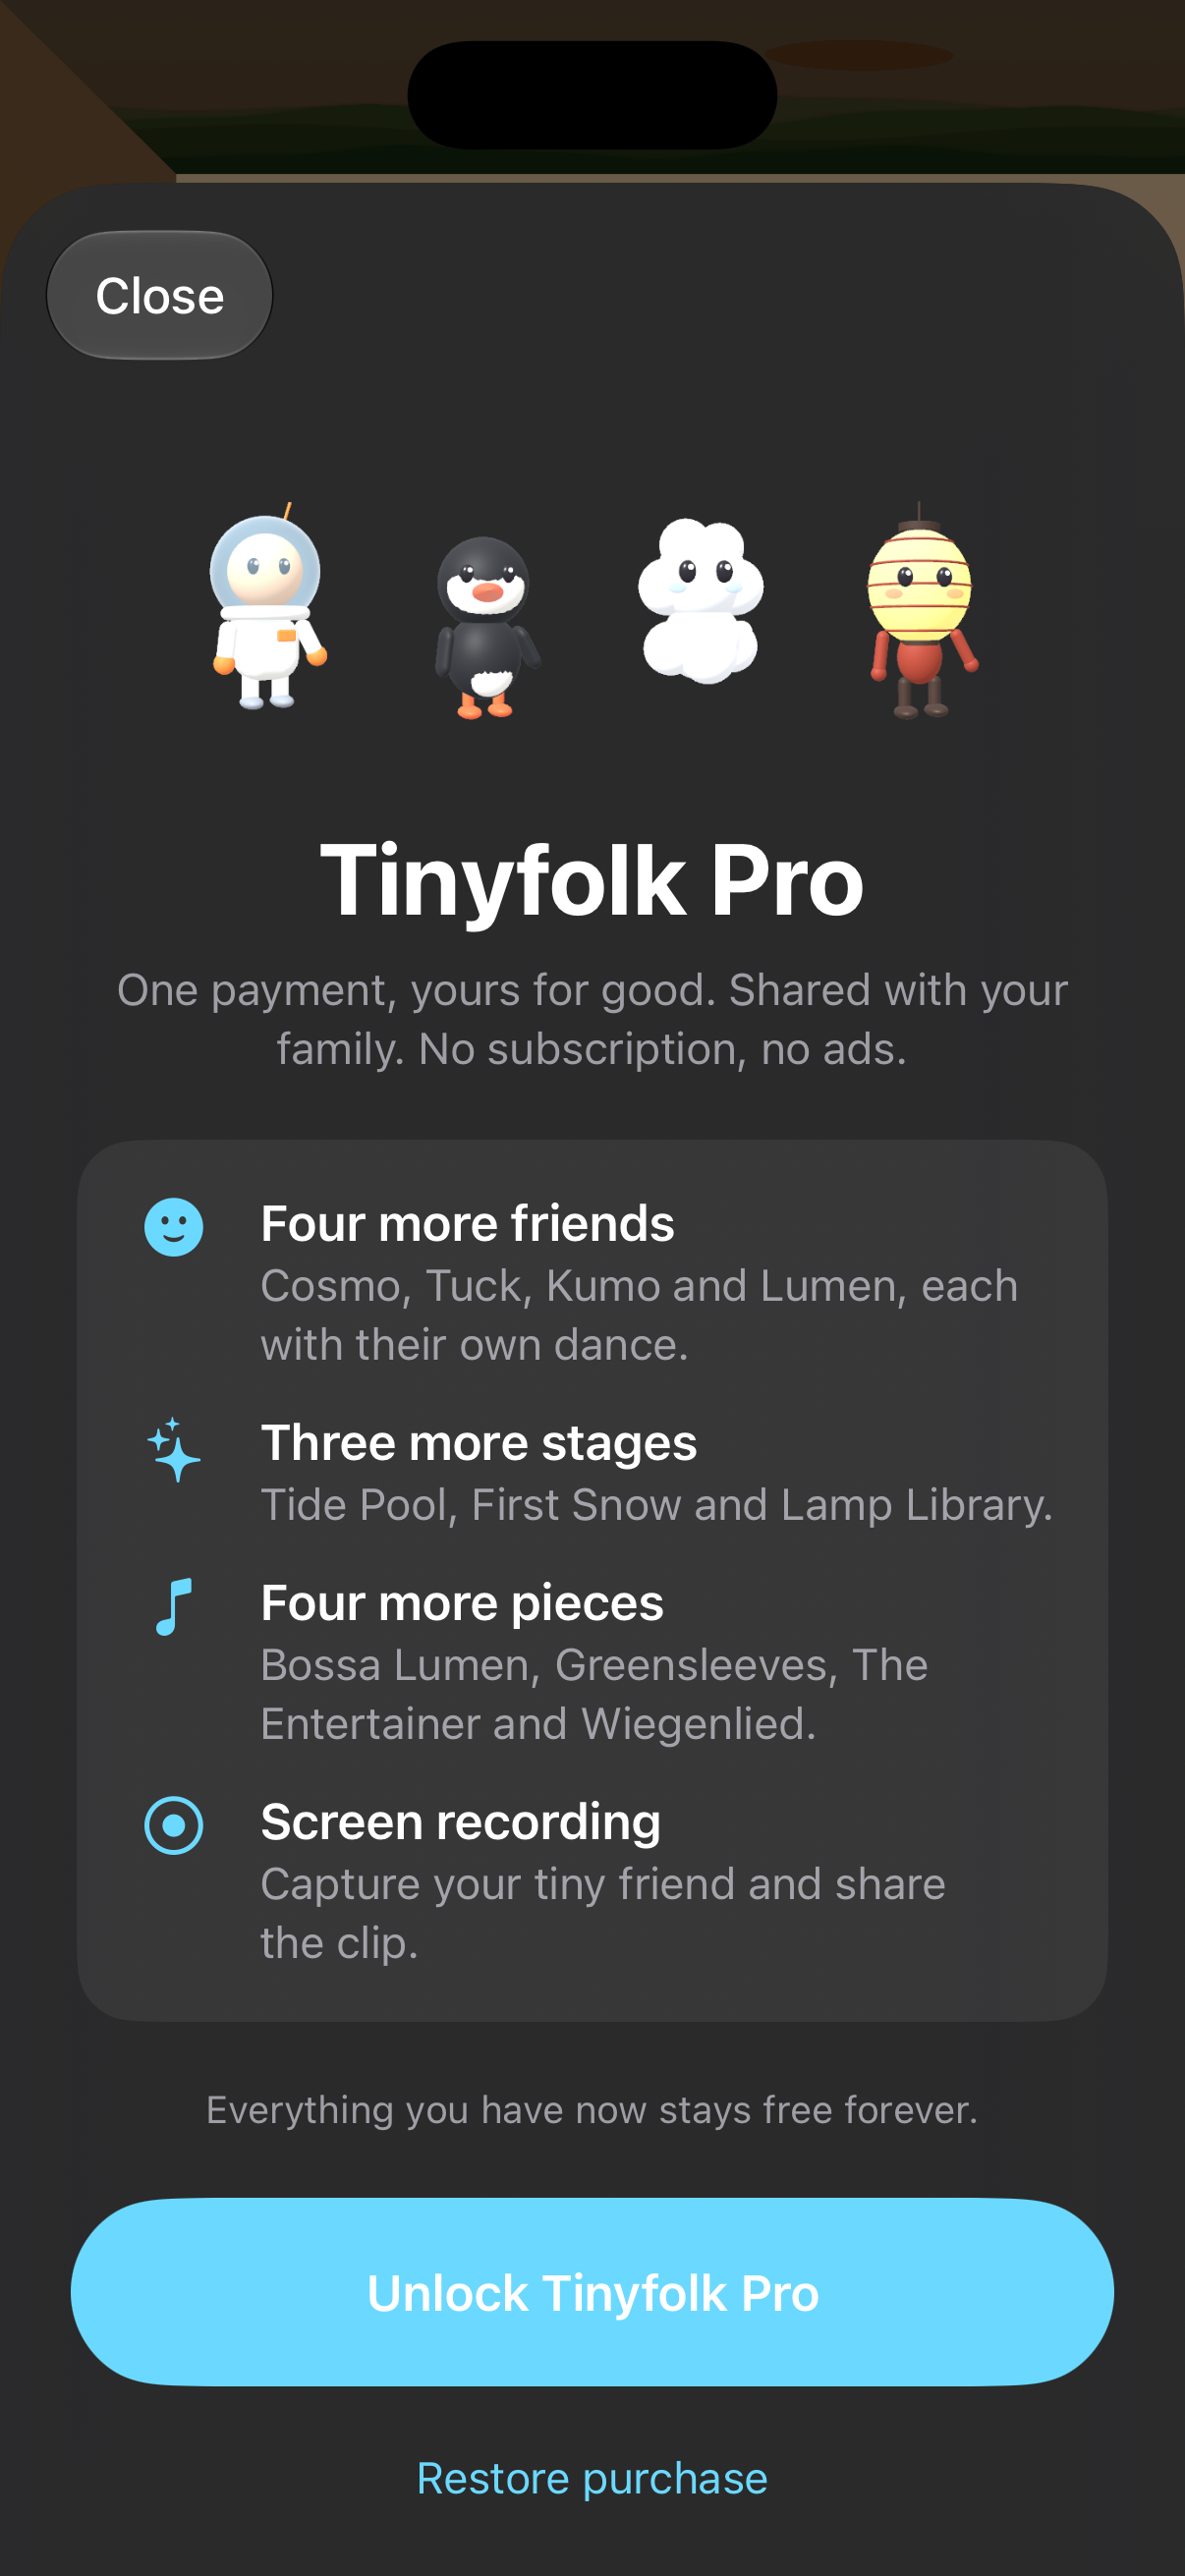 Close
Tinyfolk Pro
One payment, yours for good. Shared with your
family. No subscription, no ads.
Four more friends
Cosmo, Tuck, Kumo and Lumen, each
with their own dance.
Three more stages
Tide Pool, First Snow and Lamp Library.
Four more pieces
Bossa Lumen, Greensleeves, The
Entertainer and Wiegenlied.
Screen recording
Capture your tiny friend and share
the clip.
Everything you have now stays free forever.
Unlock Tinyfolk Pro
Restore purchase